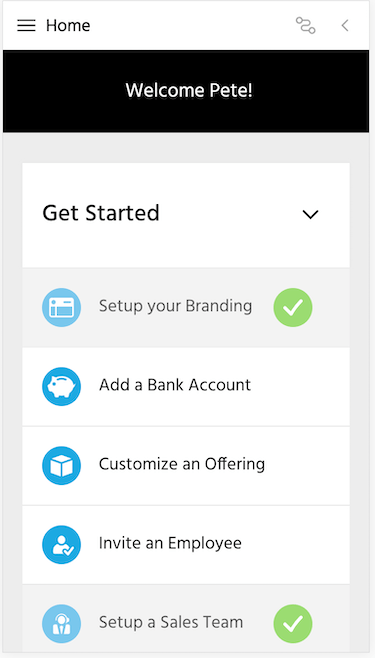 Home
Welcome Pete!
Get Started
Setup your Branding
Add a Bank Account
Customize an Offering
Invite an Employee
Setup a Sales Team